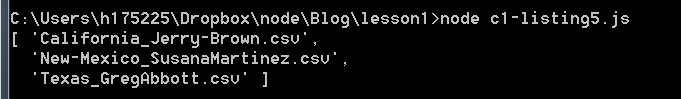 C:\Users\h175225\Dropbox\node\Blog\lesson1>node c1-listing5.js
[ 'California_Jerry-Brown.csv',
  'New-Mexico_SusanaMartinez.csv',
  'Texas_GregAbbott.csv' ]